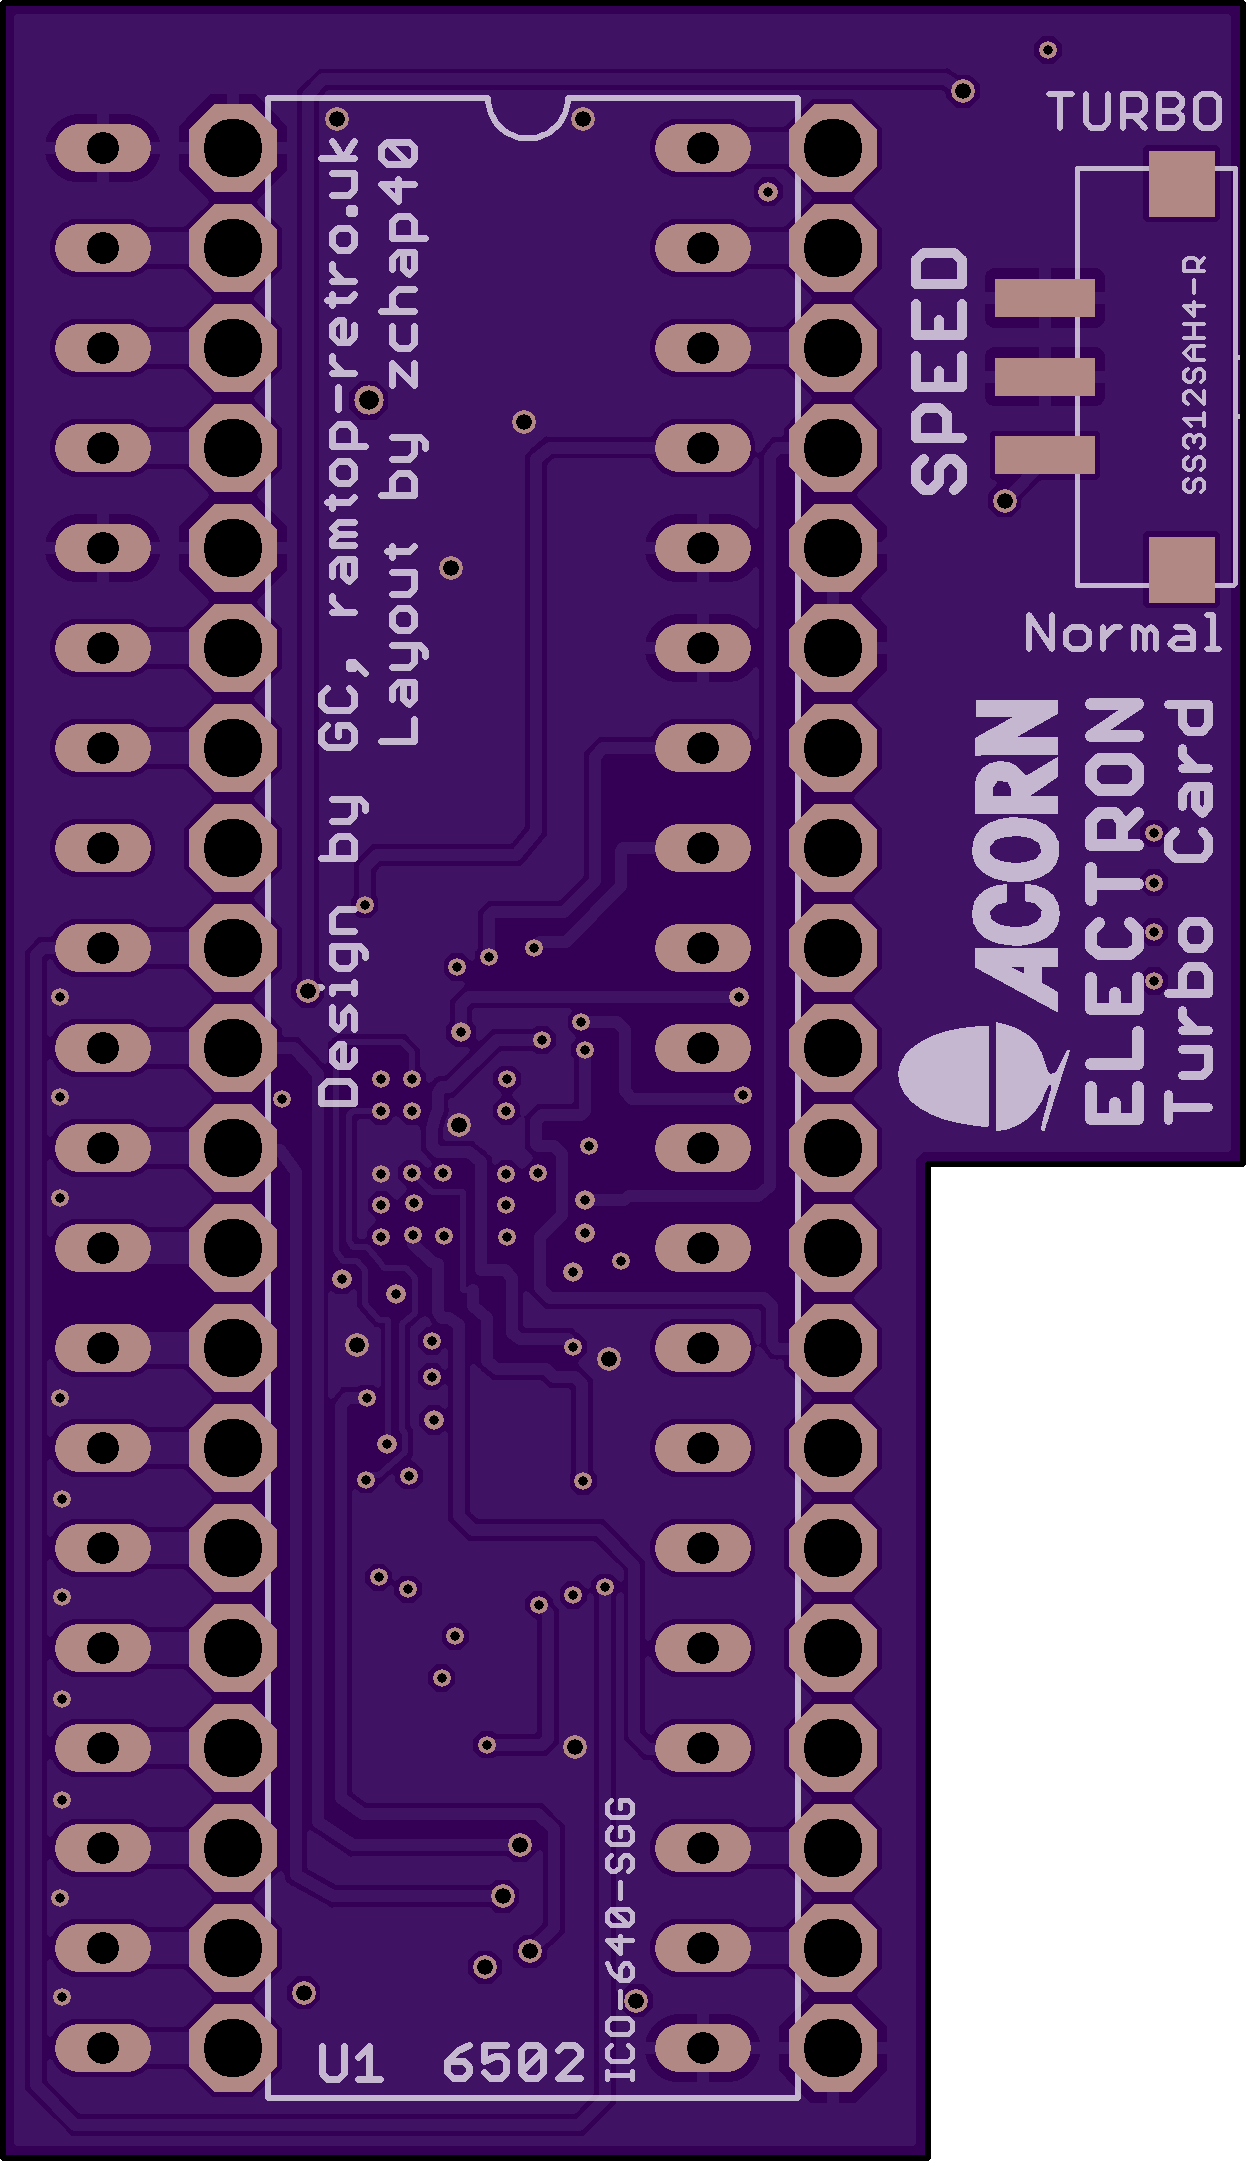 TURBO
SPEED
SS312SAH4-R
Normal
Design by GC, ramtop-retro.uk
Layout by zchap40
ACORN
ELECTRON
Turbo Card
ICO-640-SGG
U1 6502